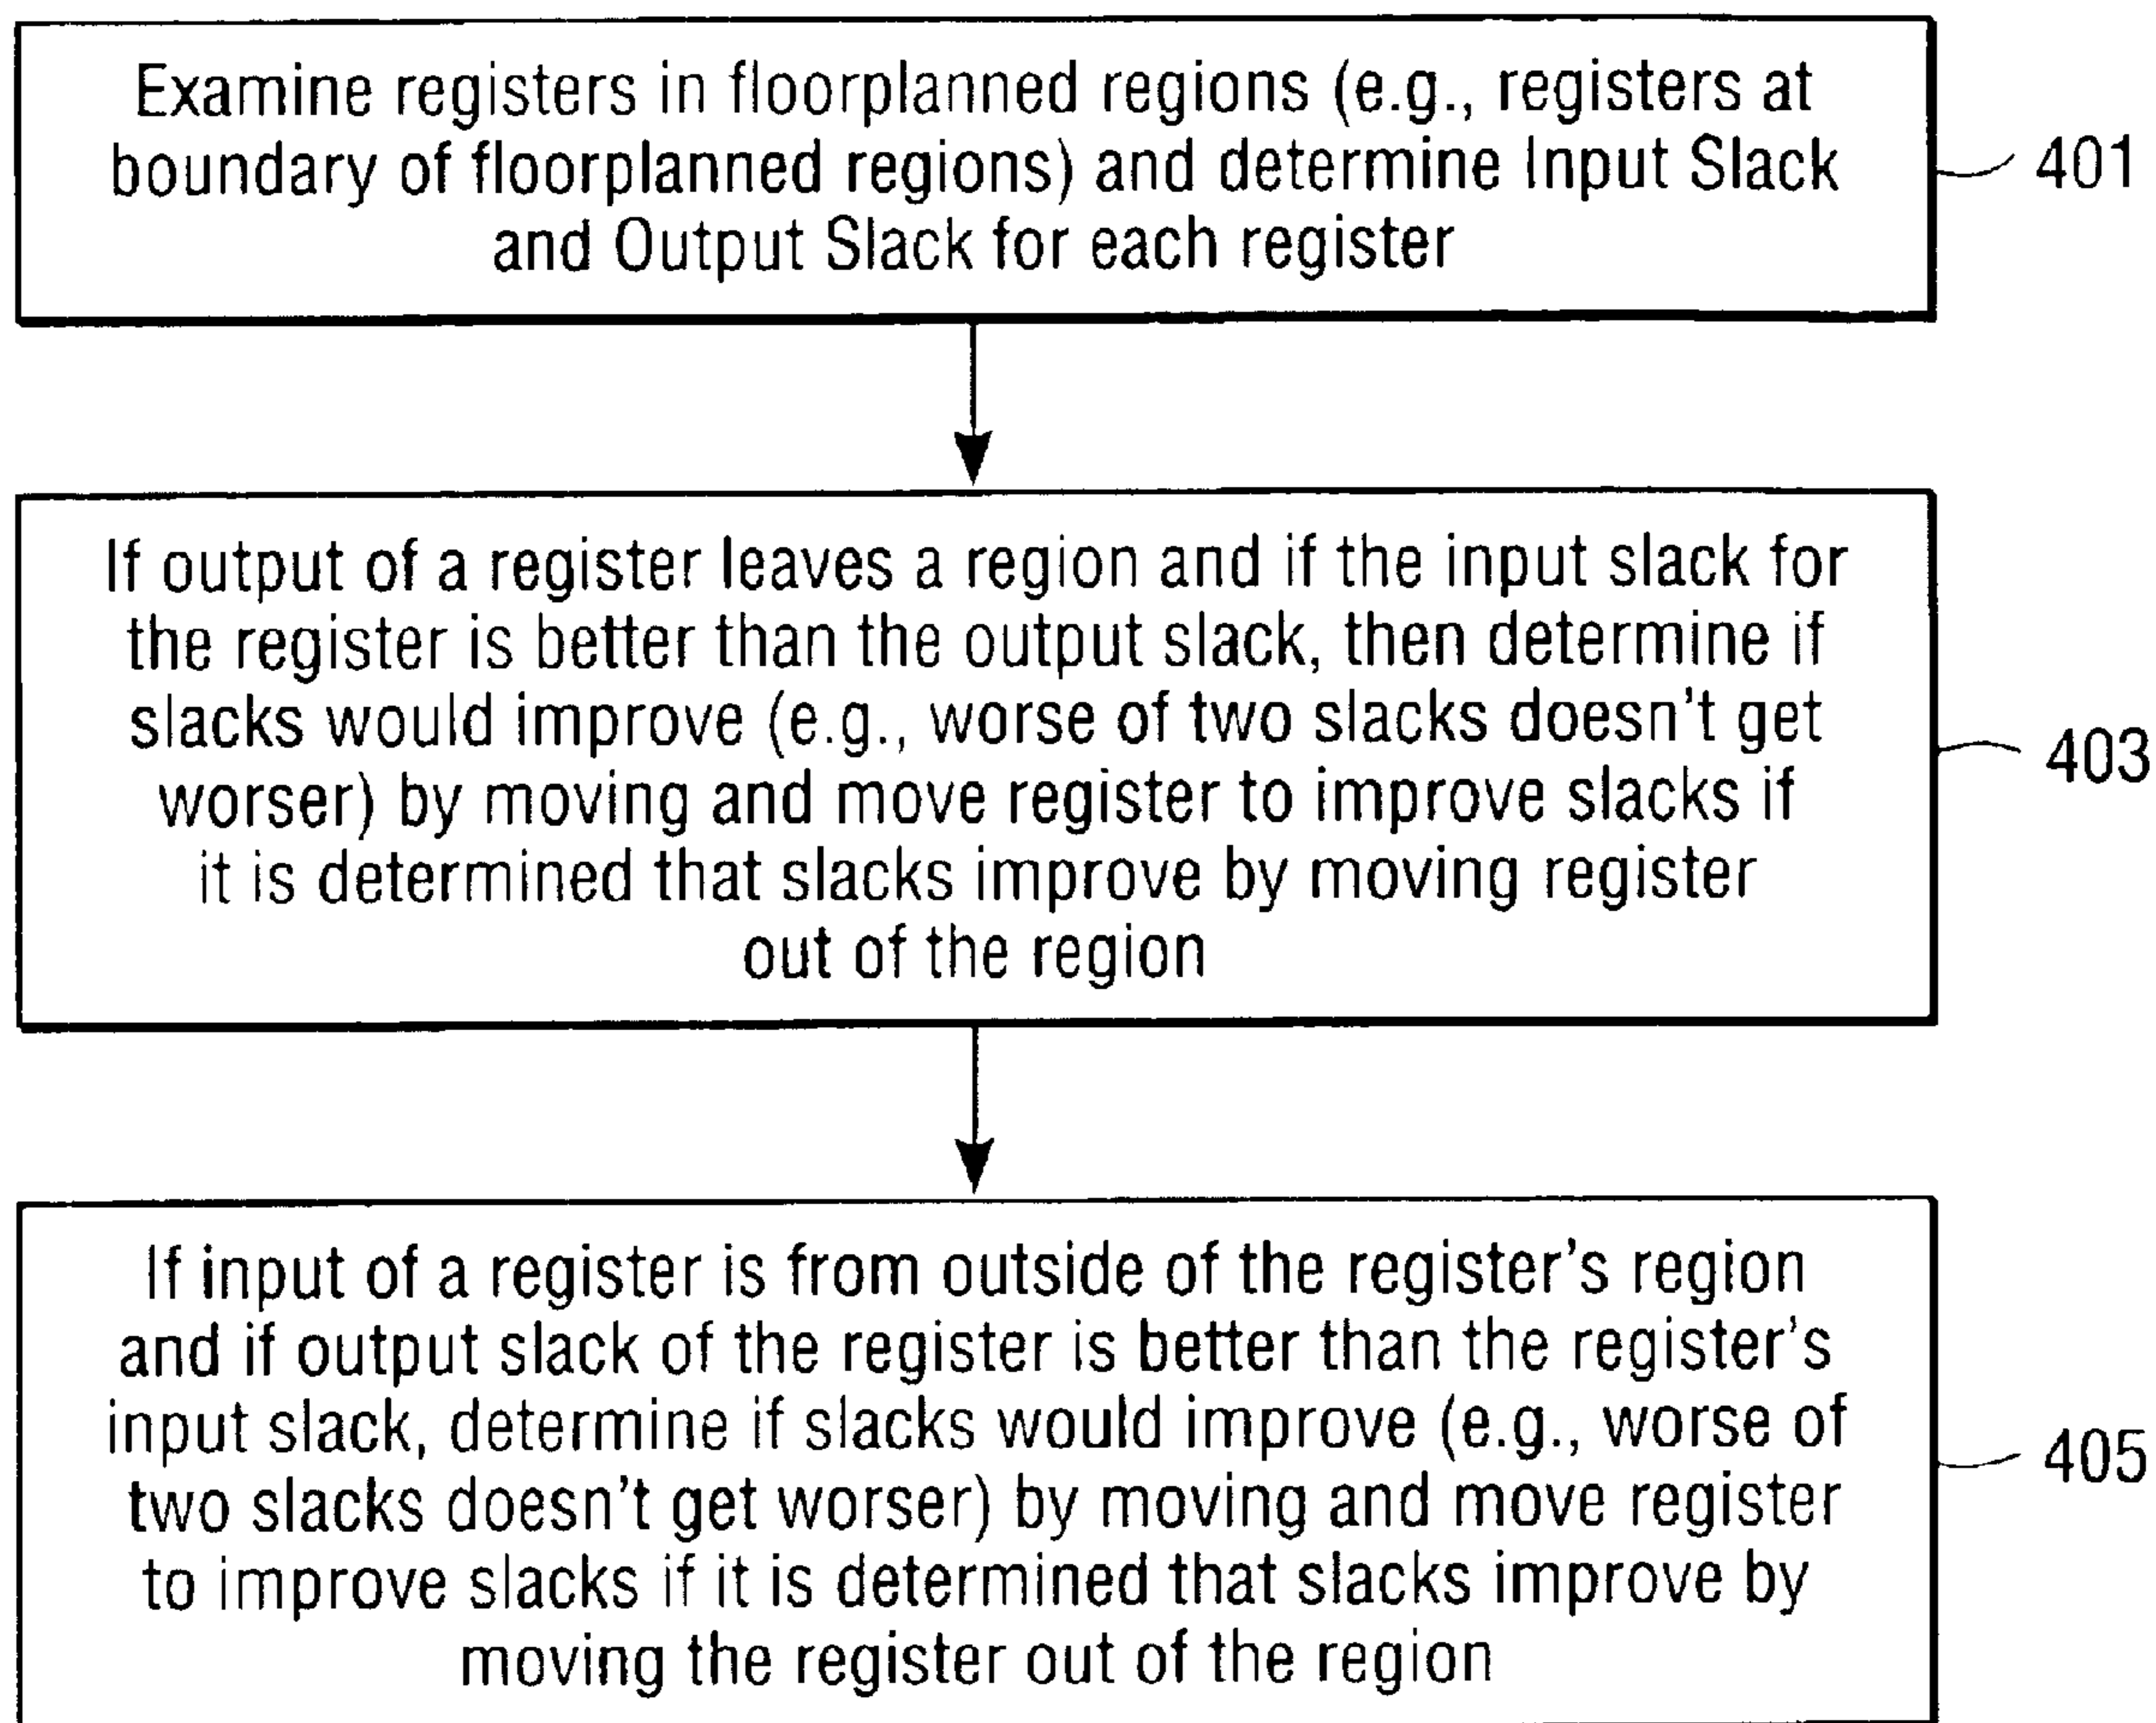 Examine registers in floorplanned regions (e.g., registers at
boundary of floorplanned regions) and determine Input Slack
and Output Slack for each register
401
If output of a register leaves a region and if the input slack for
the register is better than the output slack, then determine if
slacks would improve (e.g., worse of two slacks doesn't get
worser) by moving and move register to improve slacks if
it is determined that slacks improve by moving register
out of the region
403
If input of a register is from outside of the register's region
and if output slack of the register is better than the register's
input slack, determine if slacks would improve (e.g., worse of
two slacks doesn't get worser) by moving and move register
to improve slacks if it is determined that slacks improve by
moving the register out of the region
405